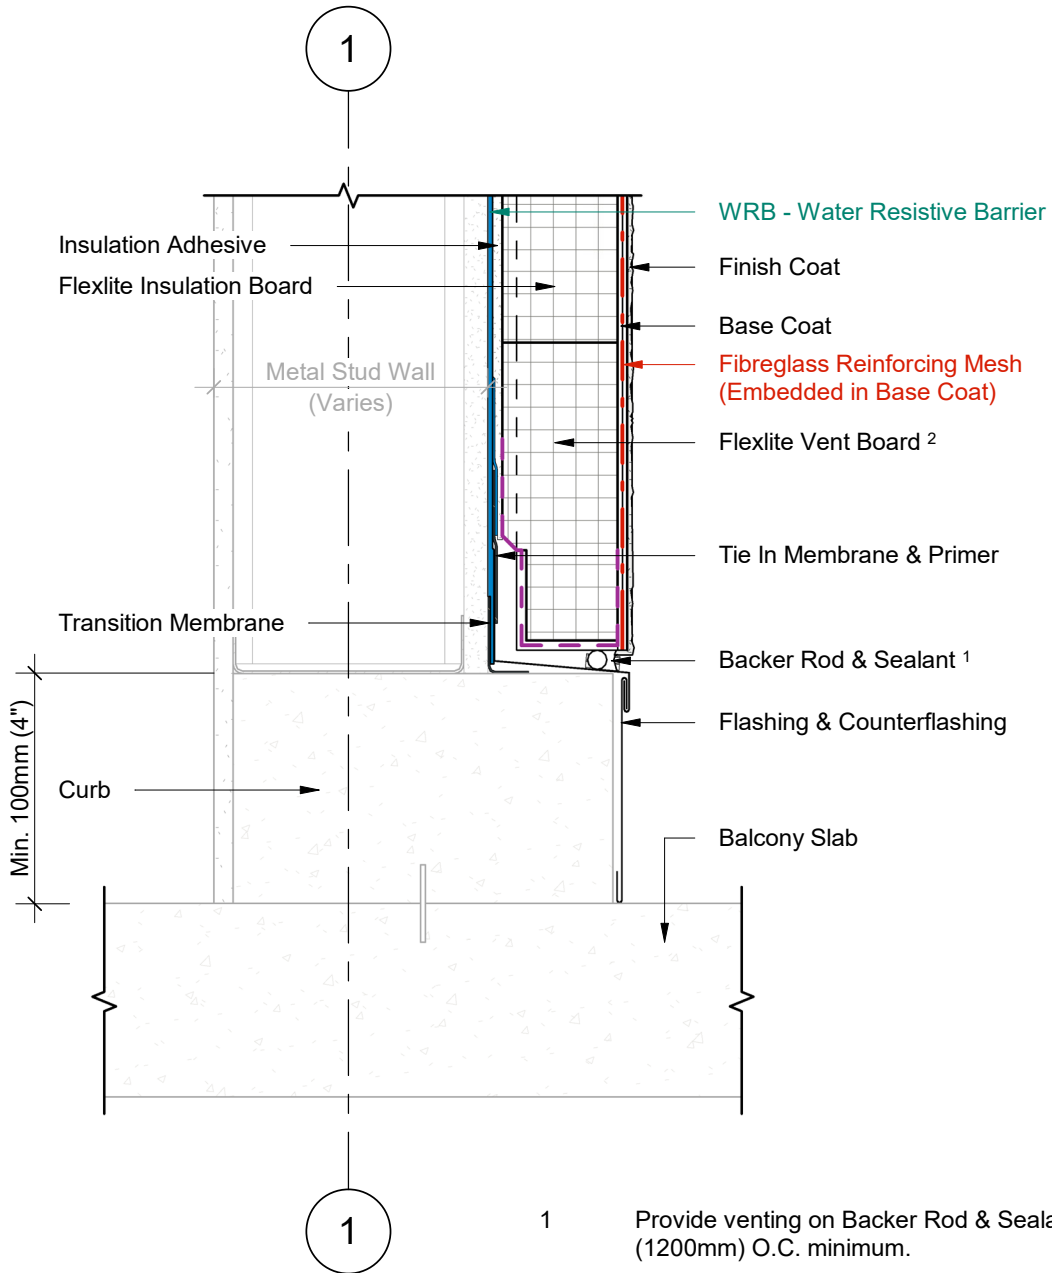 1
WRB - Water Resistive Barrier
Insulation Adhesive
Finish Coat
Flexlite Insulation Board
Base Coat
Metal Stud Wall
(Varies)
Fibreglass Reinforcing Mesh
(Embedded in Base Coat)
Flexlite Vent Board 2
Tie In Membrane & Primer
Transition Membrane
Backer Rod & Sealant 1
Flashing & Counterflashing
Min. 100mm (4")
Curb
Balcony Slab
1
1 Provide venting on Backer Rod &
(1200mm) O.C. minimum.